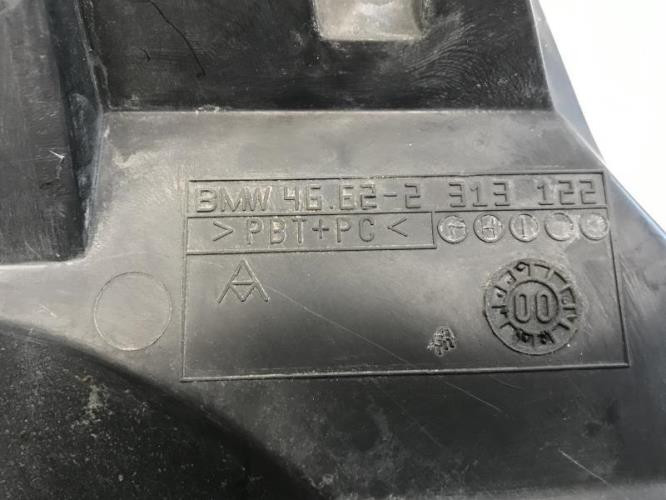 BMW 46.62-2 313 122
>PBT+PC<
G H I
00